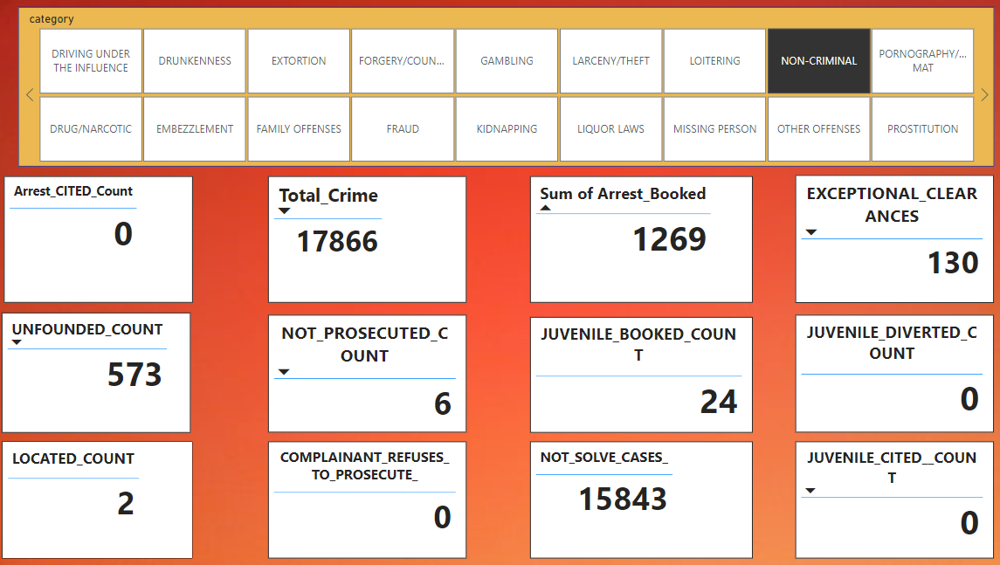 category
DRIVING UNDER
THE INFLUENCE
DRUNKENNESS
EXTORTION
FORGERY/COUN...
GAMBLING
LARCENY/THEFT
LOITERING
NON-CRIMINAL
PORNOGRAPHY/...
MAT
DRUG/NARCOTIC
EMBEZZLEMENT
FAMILY OFFENSES
FRAUD
KIDNAPPING
LIQUOR LAWS
MISSING PERSON
OTHER OFFENSES
PROSTITUTION
Arrest_CITED_Count
0
Total_Crime
17866
Sum of Arrest_Booked
1269
EXCEPTIONAL_CLEAR
ANCES
130
UNFOUNDED_COUNT
573
NOT_PROSECUTED_C
OUNT
6
JUVENILE_BOOKED_COUN
T
24
JUVENILE_DIVERTED_C
OUNT
0
LOCATED_COUNT
2
COMPLAINANT_REFUSES_
TO_PROSECUTE_
0
NOT_SOLVE_CASES_
15843
JUVENILE_CITED__COUN
T
0